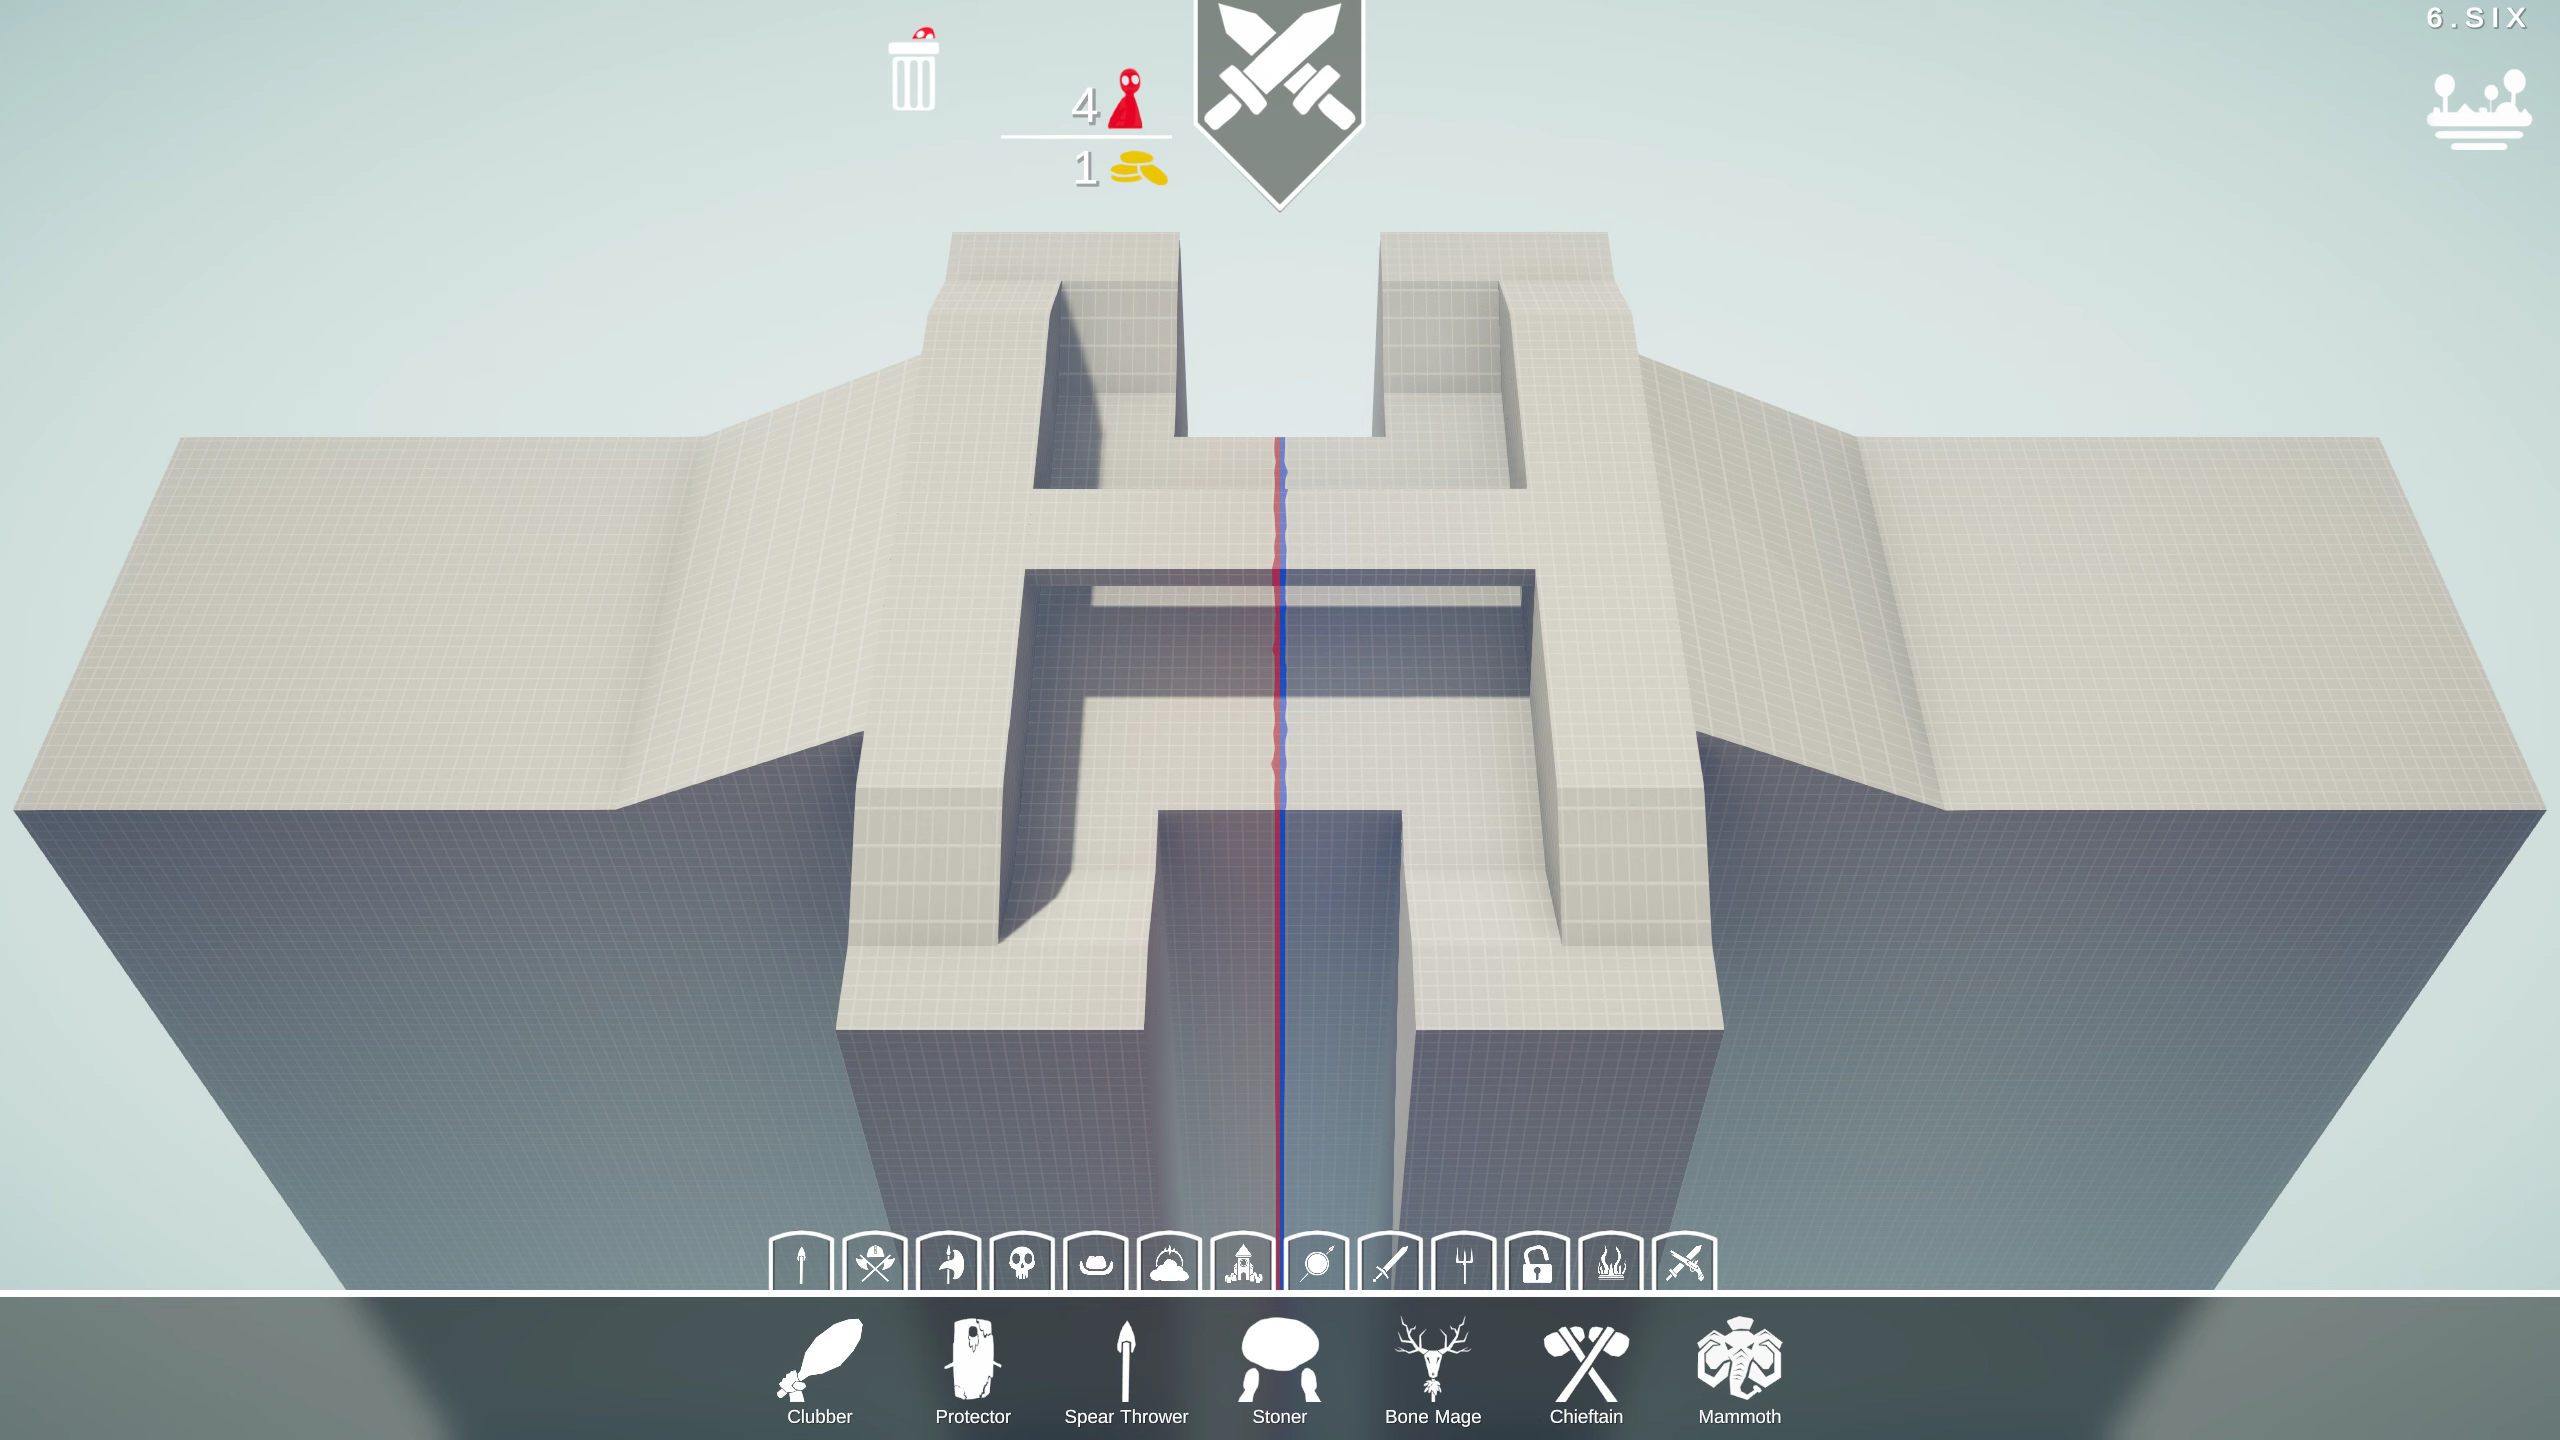 6.SIX
4
1
Clubber
Protector
Spear Thrower
Stoner
Bone Mage
Chieftain
Mammoth